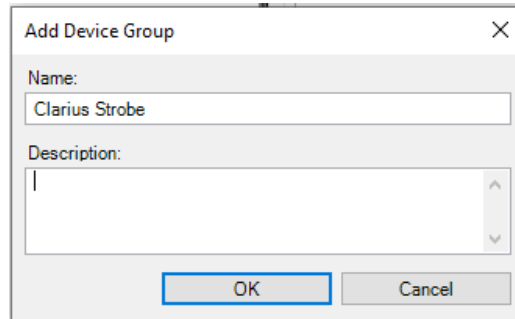 Add Device Group
Name:
Clarius Strobe
Description:
OK Cancel